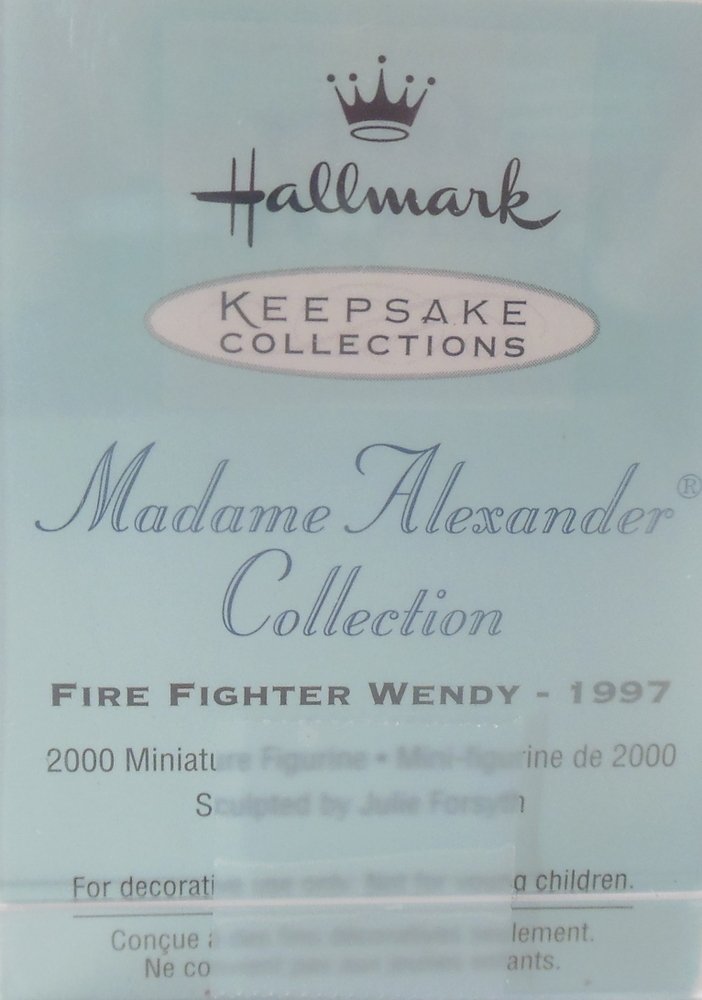 Hallmark
KEEPSAKE
COLLECTIONS
Madame Alexander®
Collection
FIRE FIGHTER WENDY - 1997
2000 Miniature Figurine • Mini-figurine de 2000
Sculpted by Julie Forsyth
For decorative use only. Not for young children.
Conçue à des fins décoratives seulement.
Ne convient pas aux jeunes enfants.